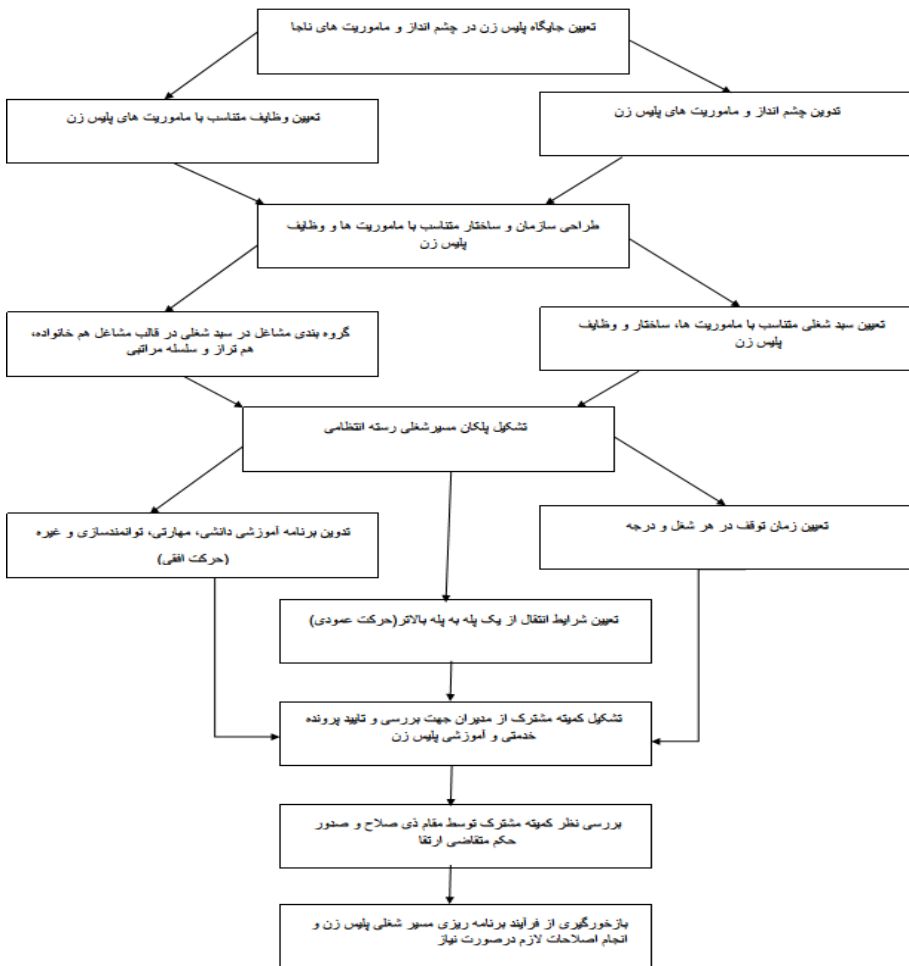 تعیین جایگاه پلیس زن در چشم انداز و ماموریت های ناجا
تدوین چشم انداز و ماموریت های پلیس زن
تعیین وظایف متناسب با ماموریت های پلیس زن
طراحی سازمان و ساختار متناسب با ماموریت ها و وظایف
پلیس زن
تعیین سبد شغلی متناسب با ماموریت ها، ساختار و وظایف
پلیس زن
گروه بندی مشاغل در سبد شغلی در قالب مشاغل هم خانواده،
هم تراز و سلسله مراتبی
تشکیل پلکان مسیرشغلی رسته انتظامی
تعیین زمان توقف در هر شغل و درجه
تدوین برنامه آموزشی دانشی، مهارتی، توانمندسازی و غیره
(حرکت افقی)
تعیین شرایط انتقال از یک پله به پله بالاتر(حرکت عمودی)
تشکیل کمیته مشترک از مدیران جهت بررسی و تایید پرونده
خدمتی و آموزشی پلیس زن
بررسی نظر کمیته مشترک توسط مقام ذی صلاح و صدور
حکم متقاضی ارتقا
بازخورگیری از فرآیند برنامه ریزی مسیر شغلی پلیس زن و
انجام اصلاحات لازم درصورت نیاز